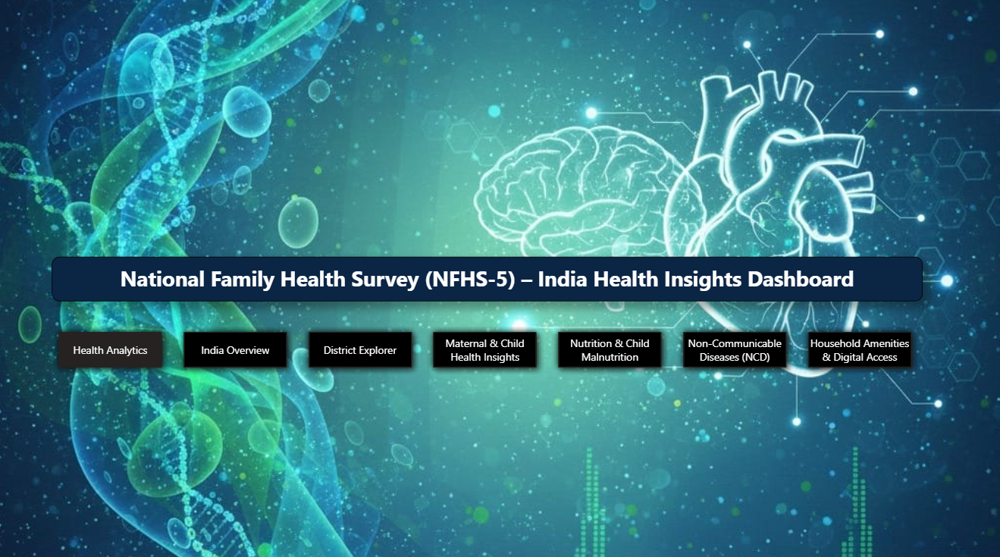 National Family Health Survey (NFHS-5) – India Health Insights Dashboard
Health Analytics
India Overview
District Explorer
Maternal & Child
Health Insights
Nutrition & Child
Malnutrition
Non-Communicable
Diseases (NCD)
Household Amenities
& Digital Access